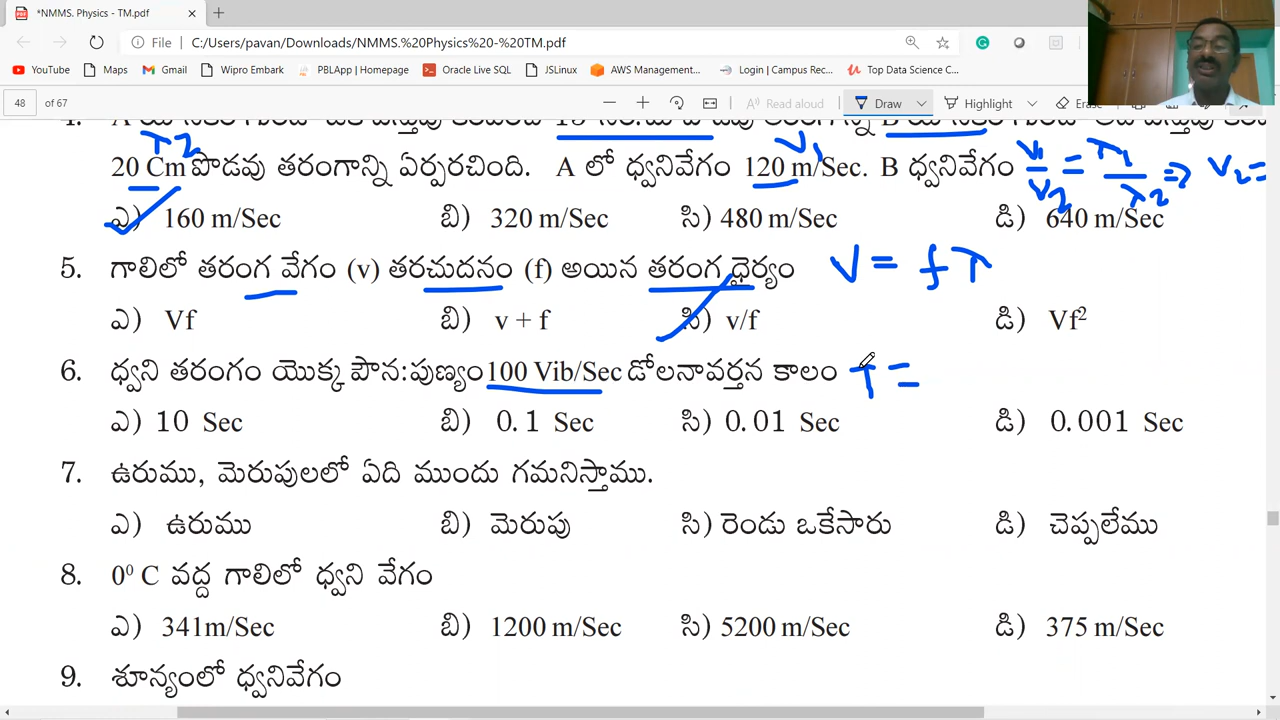 *NMMS. Physics - TM.pdf
File C:/Users/pavan/Downloads/NMMS.%20Physics%20-%20TM.pdf
YouTube Maps Gmail Wipro Embark PBLApp | Homepage Oracle Live SQL JSLinux AWS Management... Login | Campus Rec... Top Data Science C...
48 of 67 Read aloud Draw Highlight Erase
20 Cm పొడవు తరంగాన్ని ఏర్పరచింది. A లో ధ్వనివేగం 120 m/Sec. B ధ్వనివేగం
ఎ) 160 m/Sec బి) 320 m/Sec సి) 480 m/Sec డి) 640 m/Sec
5. గాలిలో తరంగ వేగం (v) తరచుదనం (f) అయిన తరంగ ధైర్యం V = f λ
ఎ) Vf బి) v + f సి) v/f డి) Vf²
6. ధ్వని తరంగం యొక్క పౌన:పుణ్యం 100 Vib/Sec డోలనావర్తన కాలం T =
ఎ) 10 Sec బి) 0.1 Sec సి) 0.01 Sec డి) 0.001 Sec
7. ఉరుము, మెరుపులలో ఏది ముందు గమనిస్తాము.
ఎ) ఉరుము బి) మెరుపు సి) రెండు ఒకేసారు డి) చెప్పలేము
8. 0⁰ C వద్ద గాలిలో ధ్వని వేగం
ఎ) 341m/Sec బి) 1200 m/Sec సి) 5200 m/Sec డి) 375 m/Sec
9. శూన్యంలో ధ్వనివేగం